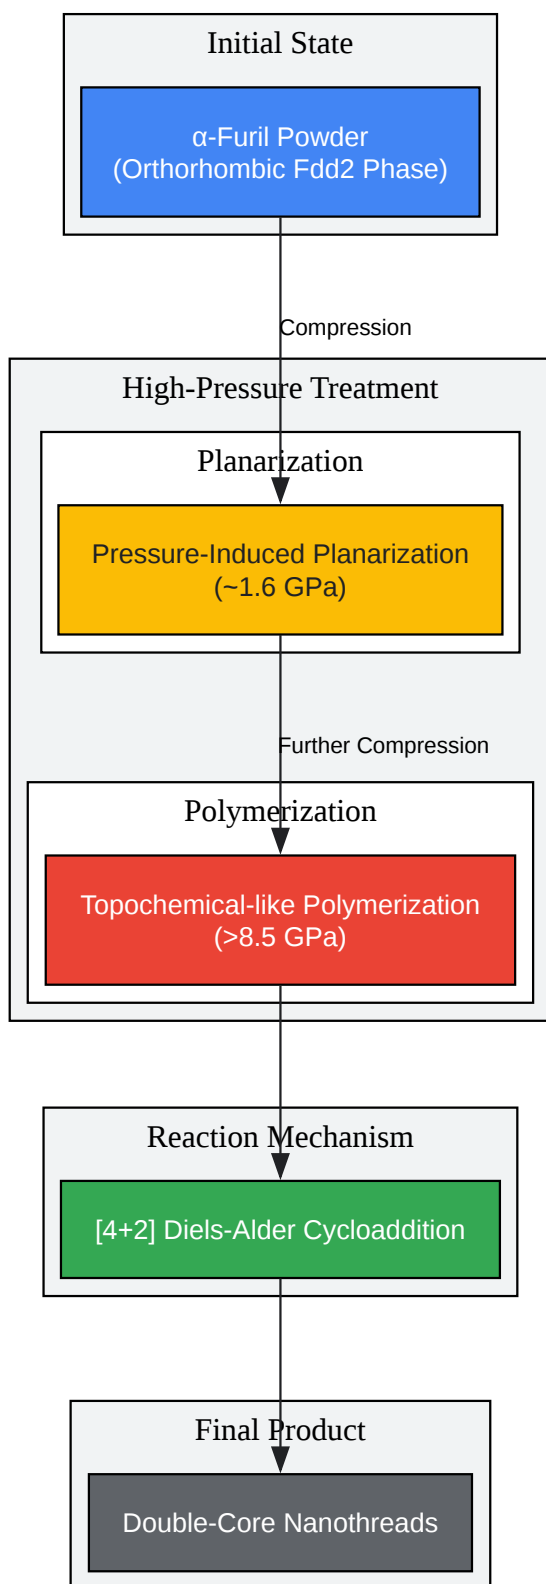 Initial State
α-Furil Powder
(Orthorhombic Fdd2 Phase)
Compression
High-Pressure Treatment
Planarization
Pressure-Induced Planarization
(~1.6 GPa)
Further Compression
Polymerization
Topochemical-like Polymerization
(>8.5 GPa)
Reaction Mechanism
[4+2] Diels-Alder Cycloaddition
Final Product
Double-Core Nanothreads